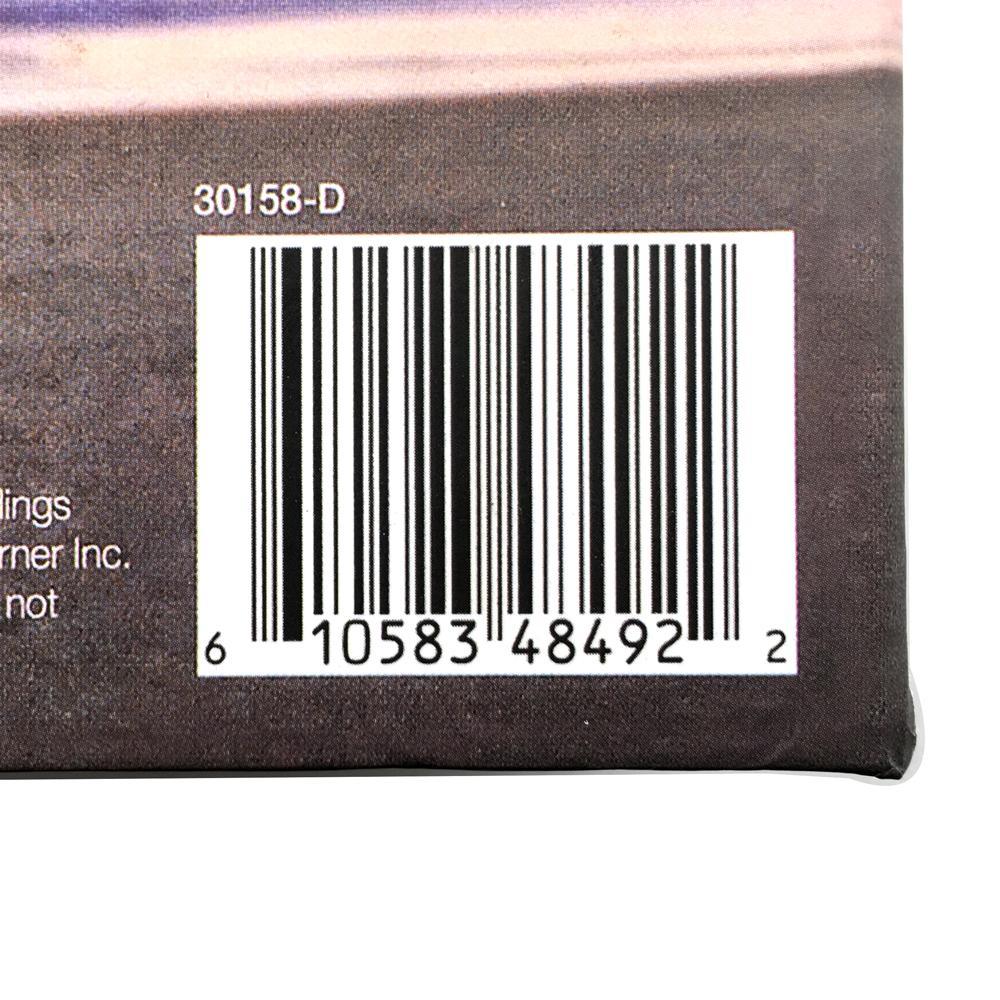 30158-D
lings
rner Inc.
not
6 10583 48492 2